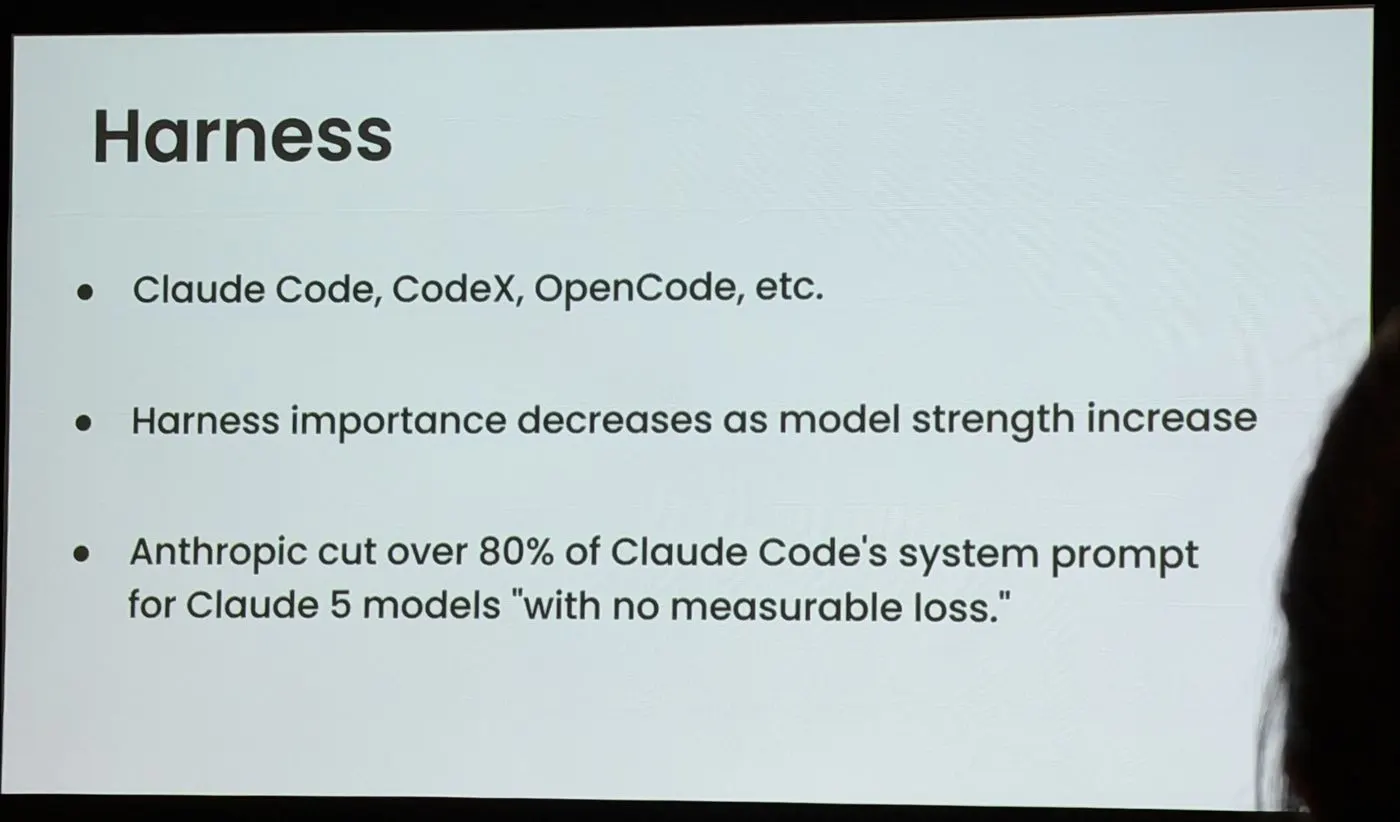 Harness
● Claude Code, CodeX, OpenCode, etc.
● Harness importance decreases as model strength increase
● Anthropic cut over 80% of Claude Code's system prompt
for Claude 5 models "with no measurable loss."